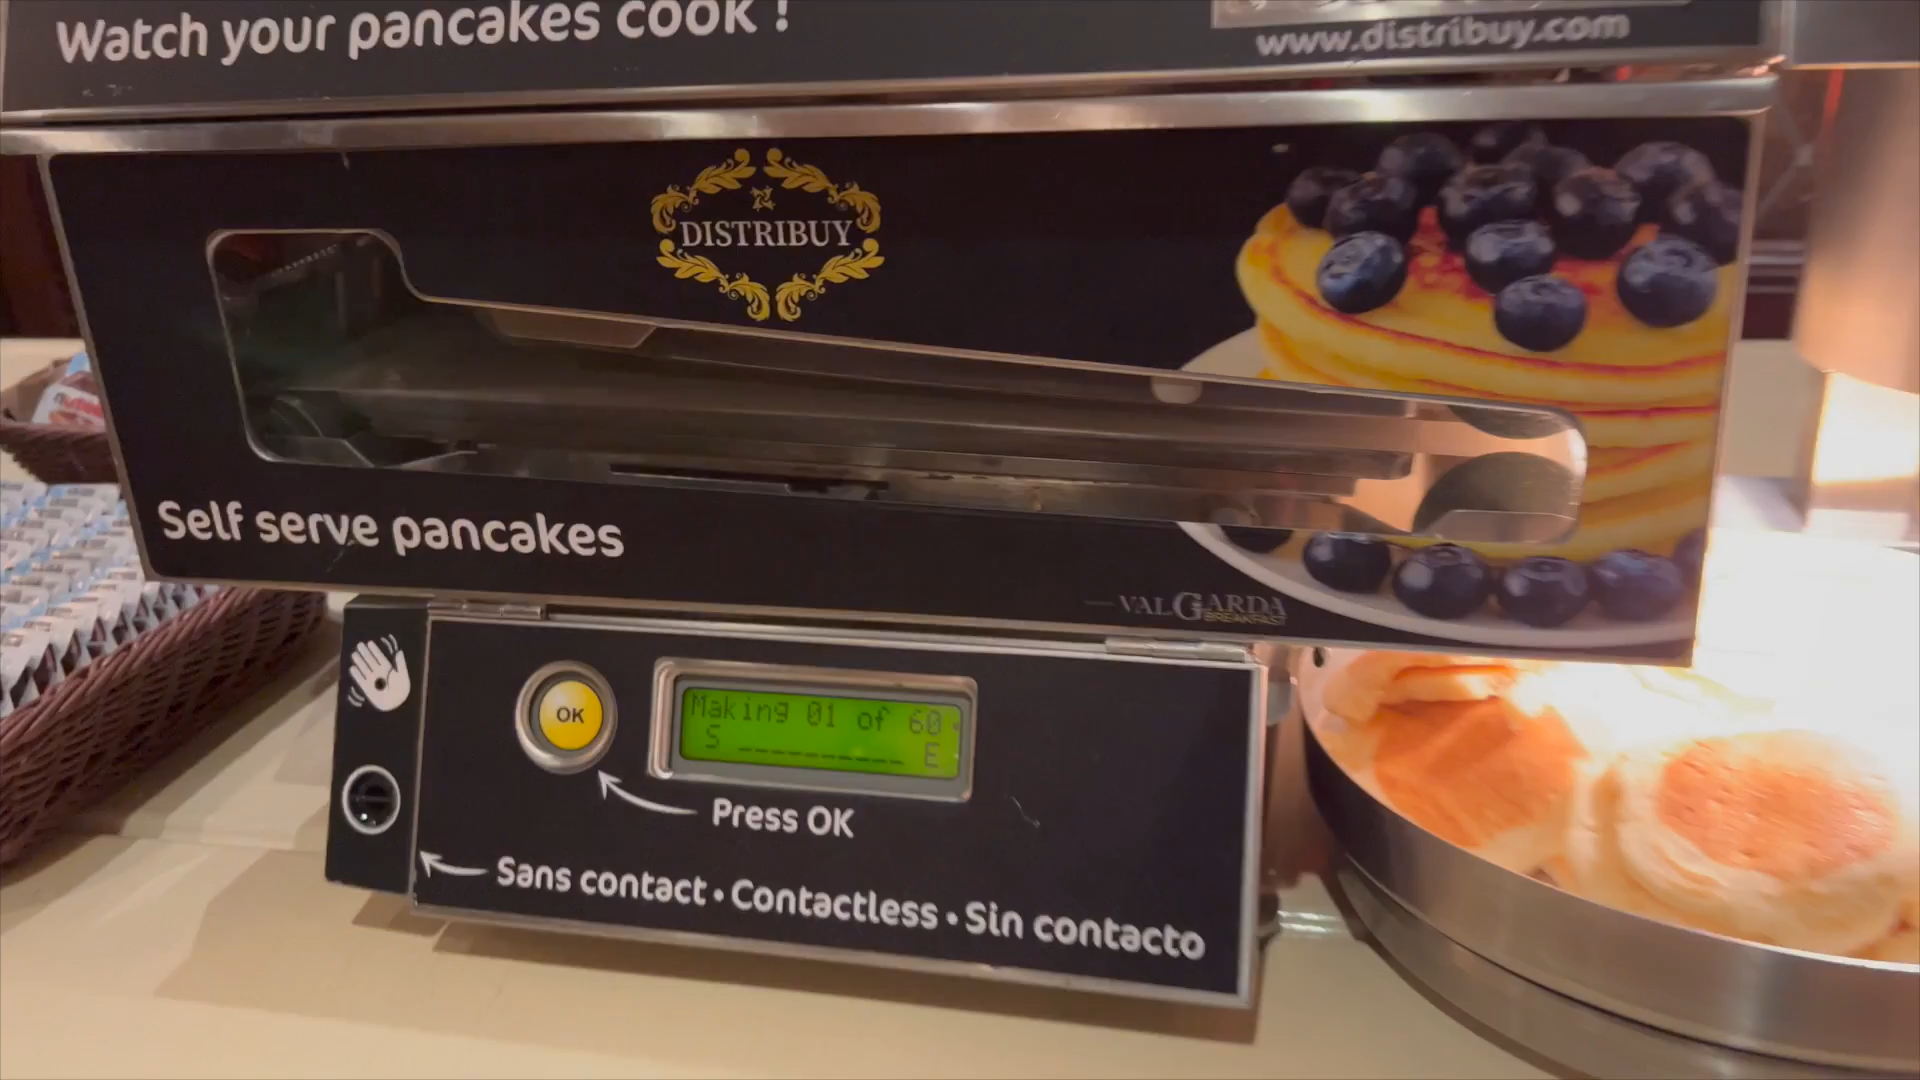 Watch your pancakes cook !
www.distribuy.com
DISTRIBUY
Self serve pancakes
VALGARDA
BREAKFAST
OK
Making 01 of 60
S ________ E
Press OK
Sans contact • Contactless • Sin contacto